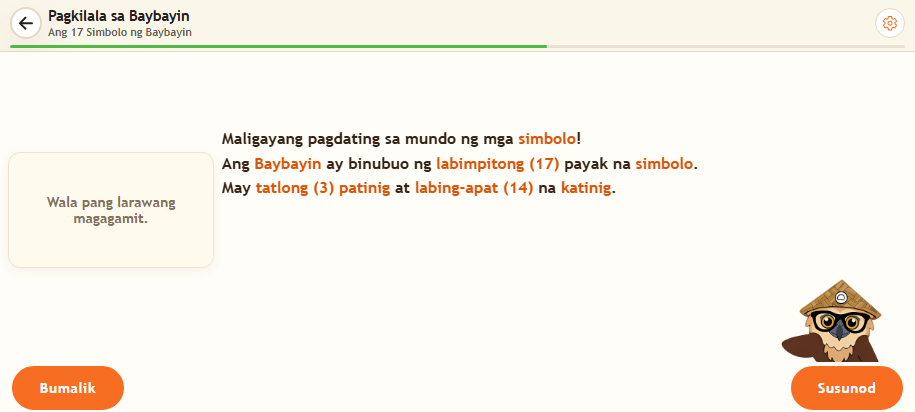 Pagkilala sa Baybayin
Ang 17 Simbolo ng Baybayin
Maligayang pagdating sa mundo ng mga simbolo!
Ang Baybayin ay binubuo ng labimpitong (17) payak na simbolo.
May tatlong (3) patinig at labing-apat (14) na katinig.
Wala pang larawang
magagamit.
Bumalik
Susunod